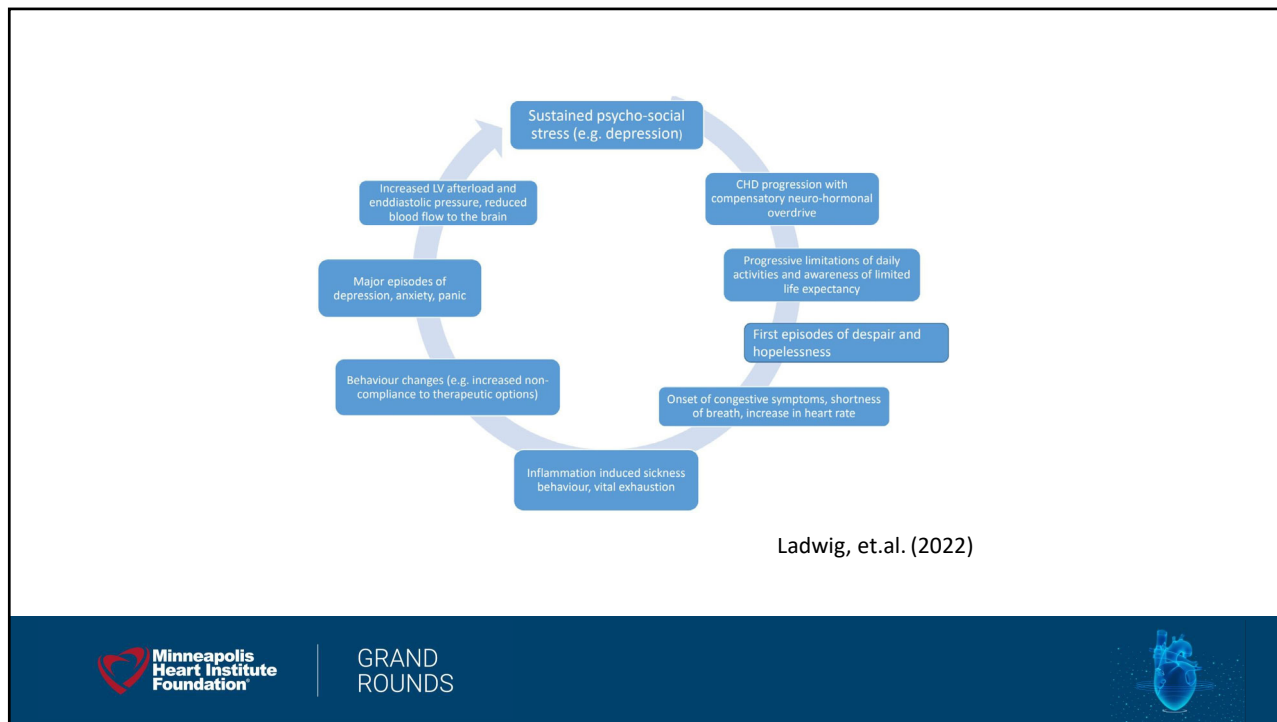 Sustained psycho-social
stress (e.g. depression)
CHD progression with
compensatory neuro-hormonal
overdrive
Progressive limitations of daily
activities and awareness of limited
life expectancy
First episodes of despair and
hopelessness
Onset of congestive symptoms, shortness
of breath, increase in heart rate
Inflammation induced sickness
behaviour, vital exhaustion
Behaviour changes (e.g. increased non-
compliance to therapeutic options)
Major episodes of
depression, anxiety, panic
Increased LV afterload and
enddiastolic pressure, reduced
blood flow to the brain
Ladwig, et.al. (2022)
Minneapolis
Heart Institute
Foundation®
GRAND
ROUNDS